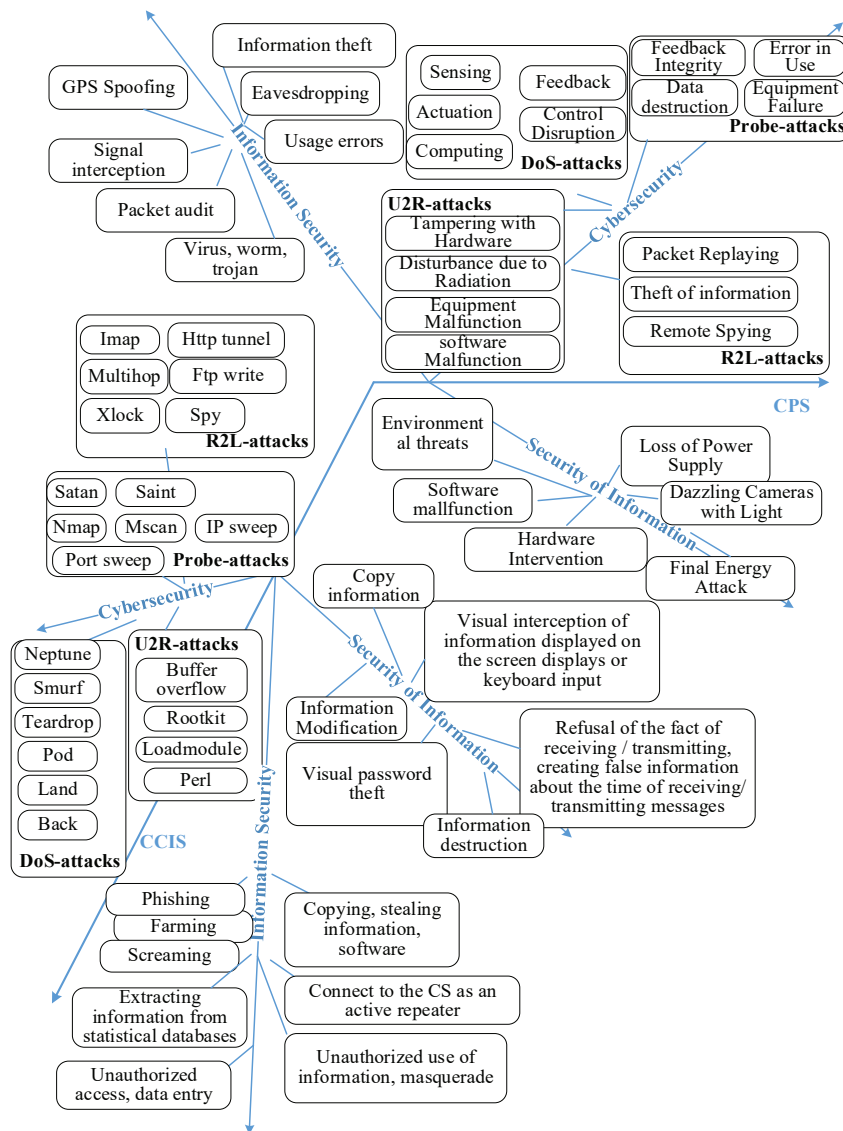 Information theft
GPS Spoofing
Eavesdropping
Usage errors
Signal
interception
Packet audit
Virus, worm,
trojan
Information Security
Sensing
Feedback
Actuation
Control
Disruption
Computing
DoS-attacks
Feedback
Integrity
Error in
Use
Data
destruction
Equipment
Failure
Probe-attacks
Cybersecurity
U2R-attacks
Tampering with
Hardware
Disturbance due to
Radiation
Equipment
Malfunction
software
Malfunction
Packet Replaying
Theft of information
Remote Spying
R2L-attacks
CPS
Imap
Http tunnel
Multihop
Ftp write
Xlock
Spy
R2L-attacks
Environment
al threats
Security of Information
Loss of Power
Supply
Software
mallfunction
Dazzling Cameras
with Light
Hardware
Intervention
Final Energy
Attack
Satan
Saint
Nmap
Mscan
IP sweep
Port sweep
Probe-attacks
Cybersecurity
Copy
information
Visual interception of
information displayed on
the screen displays or
keyboard input
Security of Information
Information
Modification
Visual password
theft
Refusal of the fact of
receiving / transmitting,
creating false information
about the time of receiving/
transmitting messages
Information
destruction
Neptune
Smurf
Teardrop
Pod
Land
Back
DoS-attacks
U2R-attacks
Buffer
overflow
Rootkit
Loadmodule
Perl
CCIS
Information Security
Phishing
Farming
Screaming
Copying, stealing
information,
software
Extracting
information from
statistical databases
Connect to the CS as an
active repeater
Unauthorized
access, data entry
Unauthorized use of
information, masquerade